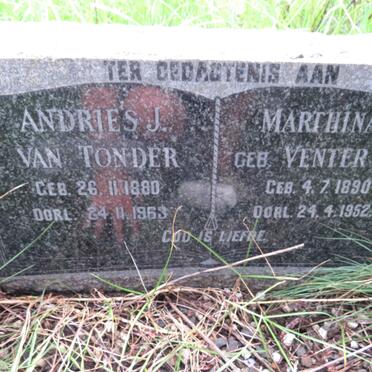 TER GEDAGTENIS AAN
ANDRIES J.
VAN TONDER
GEB. 26.11.1880
OORL. 24.11.1963
MARTHINA
GEB. VENTER
GEB. 4.7.1890
OORL. 24.4.1952
GOD IS LIEFDE.